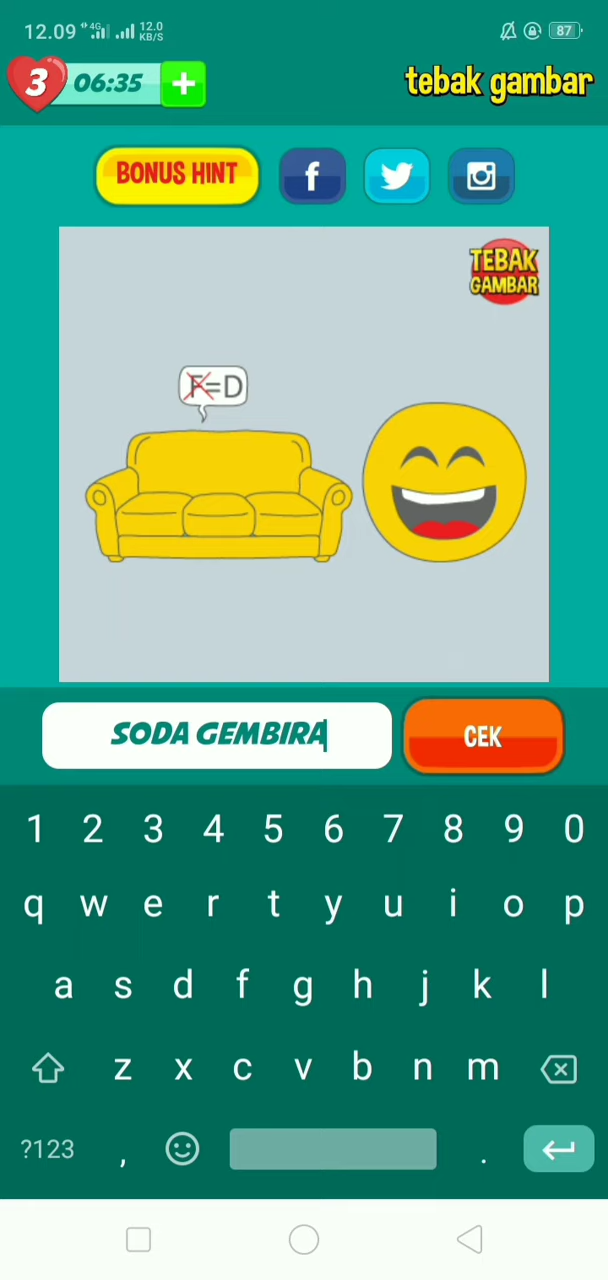 12.09 4G 12.0 KB/S 87
3 06:35 + tebak gambar
BONUS HINT f
TEBAK
GAMBAR
F=D
SODA GEMBIRA CEK
1 2 3 4 5 6 7 8 9 0
q w e r t y u i o p
a s d f g h j k l
z x c v b n m
?123 , .